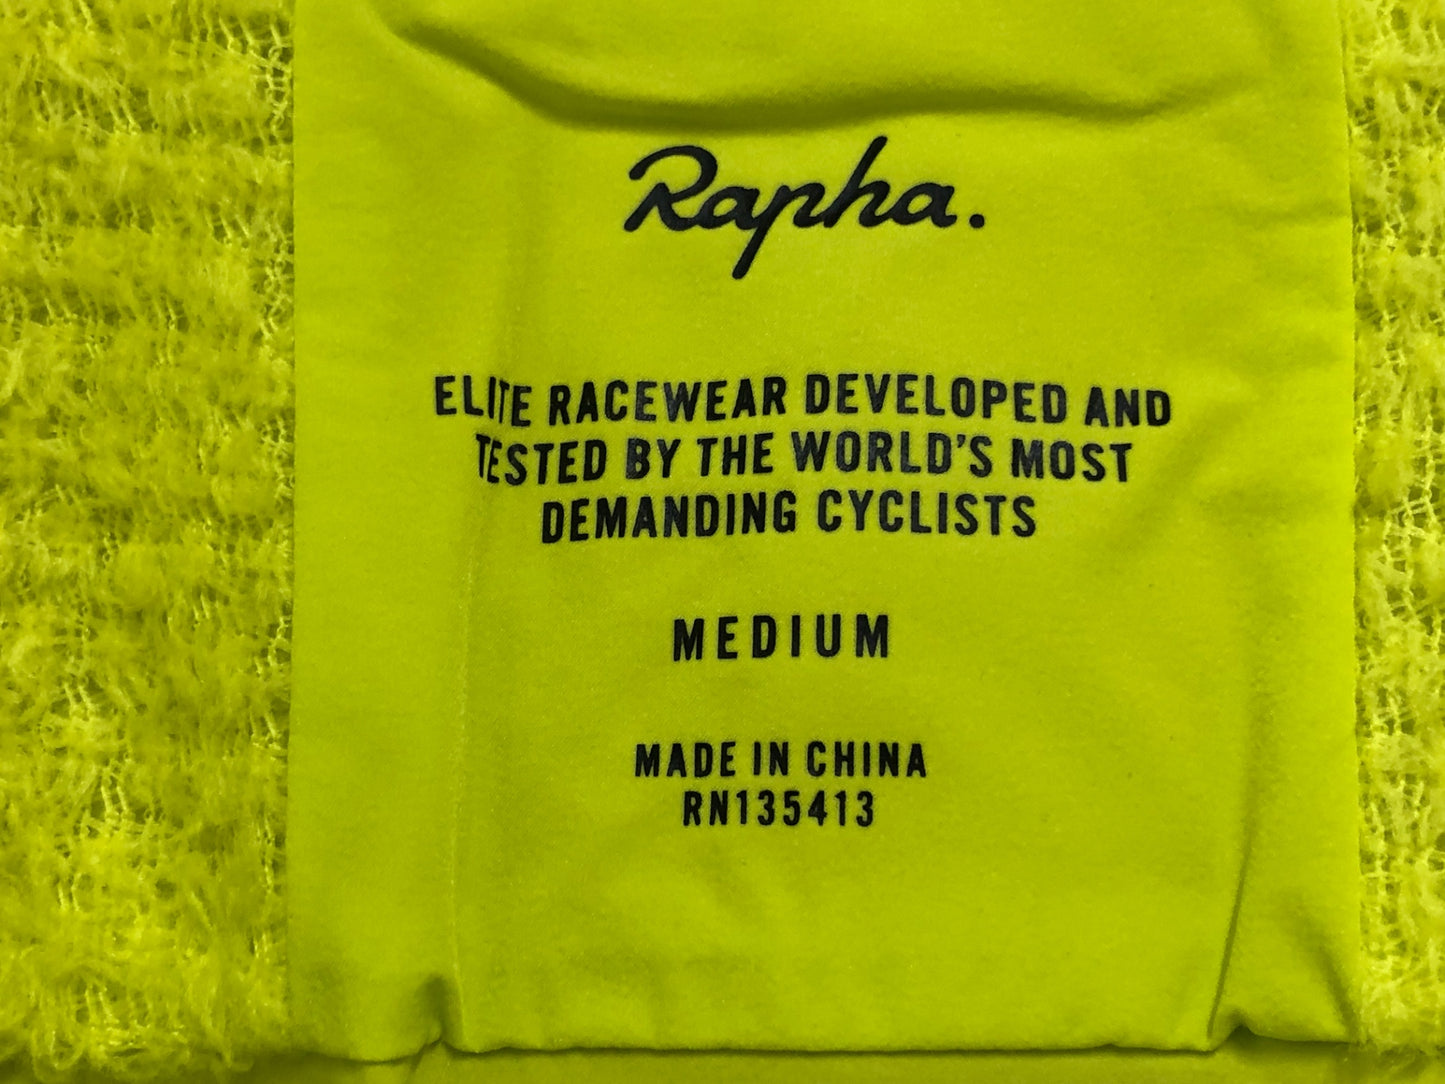 Rapha.
ELITE RACEWEAR DEVELOPED AND
TESTED BY THE WORLD'S MOST
DEMANDING CYCLISTS
MEDIUM
MADE IN CHINA
RN135413